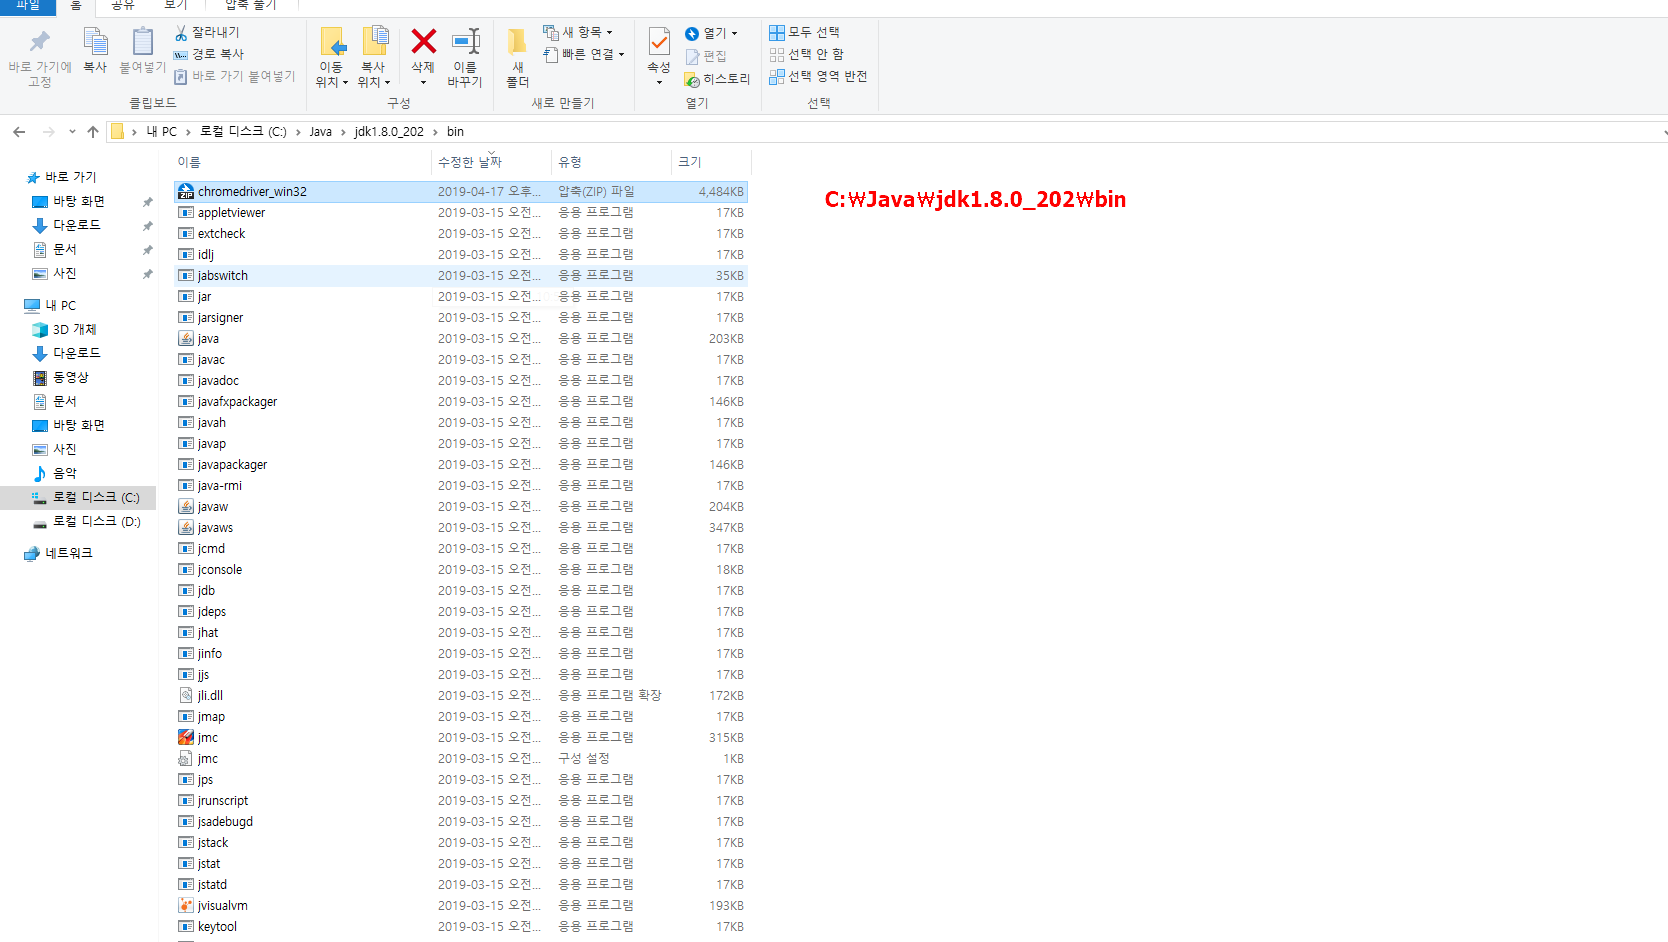 파일 홈 공유 보기 압축 풀기
바로 가기에 고정
복사
붙여넣기
잘라내기
경로 복사
바로 가기 붙여넣기
클립보드
이동 위치
복사 위치
삭제
이름 바꾸기
구성
새 폴더
새 항목
빠른 연결
새로 만들기
속성
열기
편집
히스토리
열기
모두 선택
선택 안 함
선택 영역 반전
선택
내 PC > 로컬 디스크 (C:) > Java > jdk1.8.0_202 > bin
바로 가기
바탕 화면
다운로드
문서
사진
내 PC
3D 개체
다운로드
동영상
문서
바탕 화면
사진
음악
로컬 디스크 (C:)
로컬 디스크 (D:)
네트워크
이름 수정한 날짜 유형 크기
chromedriver_win32 2019-04-17 오후... 압축(ZIP) 파일 4,484KB
appletviewer 2019-03-15 오전... 응용 프로그램 17KB
extcheck 2019-03-15 오전... 응용 프로그램 17KB
idlj 2019-03-15 오전... 응용 프로그램 17KB
jabswitch 2019-03-15 오전... 응용 프로그램 35KB
jar 2019-03-15 오전... 응용 프로그램 17KB
jarsigner 2019-03-15 오전... 응용 프로그램 17KB
java 2019-03-15 오전... 응용 프로그램 203KB
javac 2019-03-15 오전... 응용 프로그램 17KB
javadoc 2019-03-15 오전... 응용 프로그램 17KB
javafxpackager 2019-03-15 오전... 응용 프로그램 146KB
javah 2019-03-15 오전... 응용 프로그램 17KB
javap 2019-03-15 오전... 응용 프로그램 17KB
javapackager 2019-03-15 오전... 응용 프로그램 146KB
java-rmi 2019-03-15 오전... 응용 프로그램 17KB
javaw 2019-03-15 오전... 응용 프로그램 204KB
javaws 2019-03-15 오전... 응용 프로그램 347KB
jcmd 2019-03-15 오전... 응용 프로그램 17KB
jconsole 2019-03-15 오전... 응용 프로그램 18KB
jdb 2019-03-15 오전... 응용 프로그램 17KB
jdeps 2019-03-15 오전... 응용 프로그램 17KB
jhat 2019-03-15 오전... 응용 프로그램 17KB
jinfo 2019-03-15 오전... 응용 프로그램 17KB
jjs 2019-03-15 오전... 응용 프로그램 17KB
jli.dll 2019-03-15 오전... 응용 프로그램 확장 172KB
jmap 2019-03-15 오전... 응용 프로그램 17KB
jmc 2019-03-15 오전... 응용 프로그램 315KB
jmc 2019-03-15 오전... 구성 설정 1KB
jps 2019-03-15 오전... 응용 프로그램 17KB
jrunscript 2019-03-15 오전... 응용 프로그램 17KB
jsadebugd 2019-03-15 오전... 응용 프로그램 17KB
jstack 2019-03-15 오전... 응용 프로그램 17KB
jstat 2019-03-15 오전... 응용 프로그램 17KB
jstatd 2019-03-15 오전... 응용 프로그램 17KB
jvisualvm 2019-03-15 오전... 응용 프로그램 193KB
keytool 2019-03-15 오전... 응용 프로그램 17KB
C:₩Java₩jdk1.8.0_202₩bin